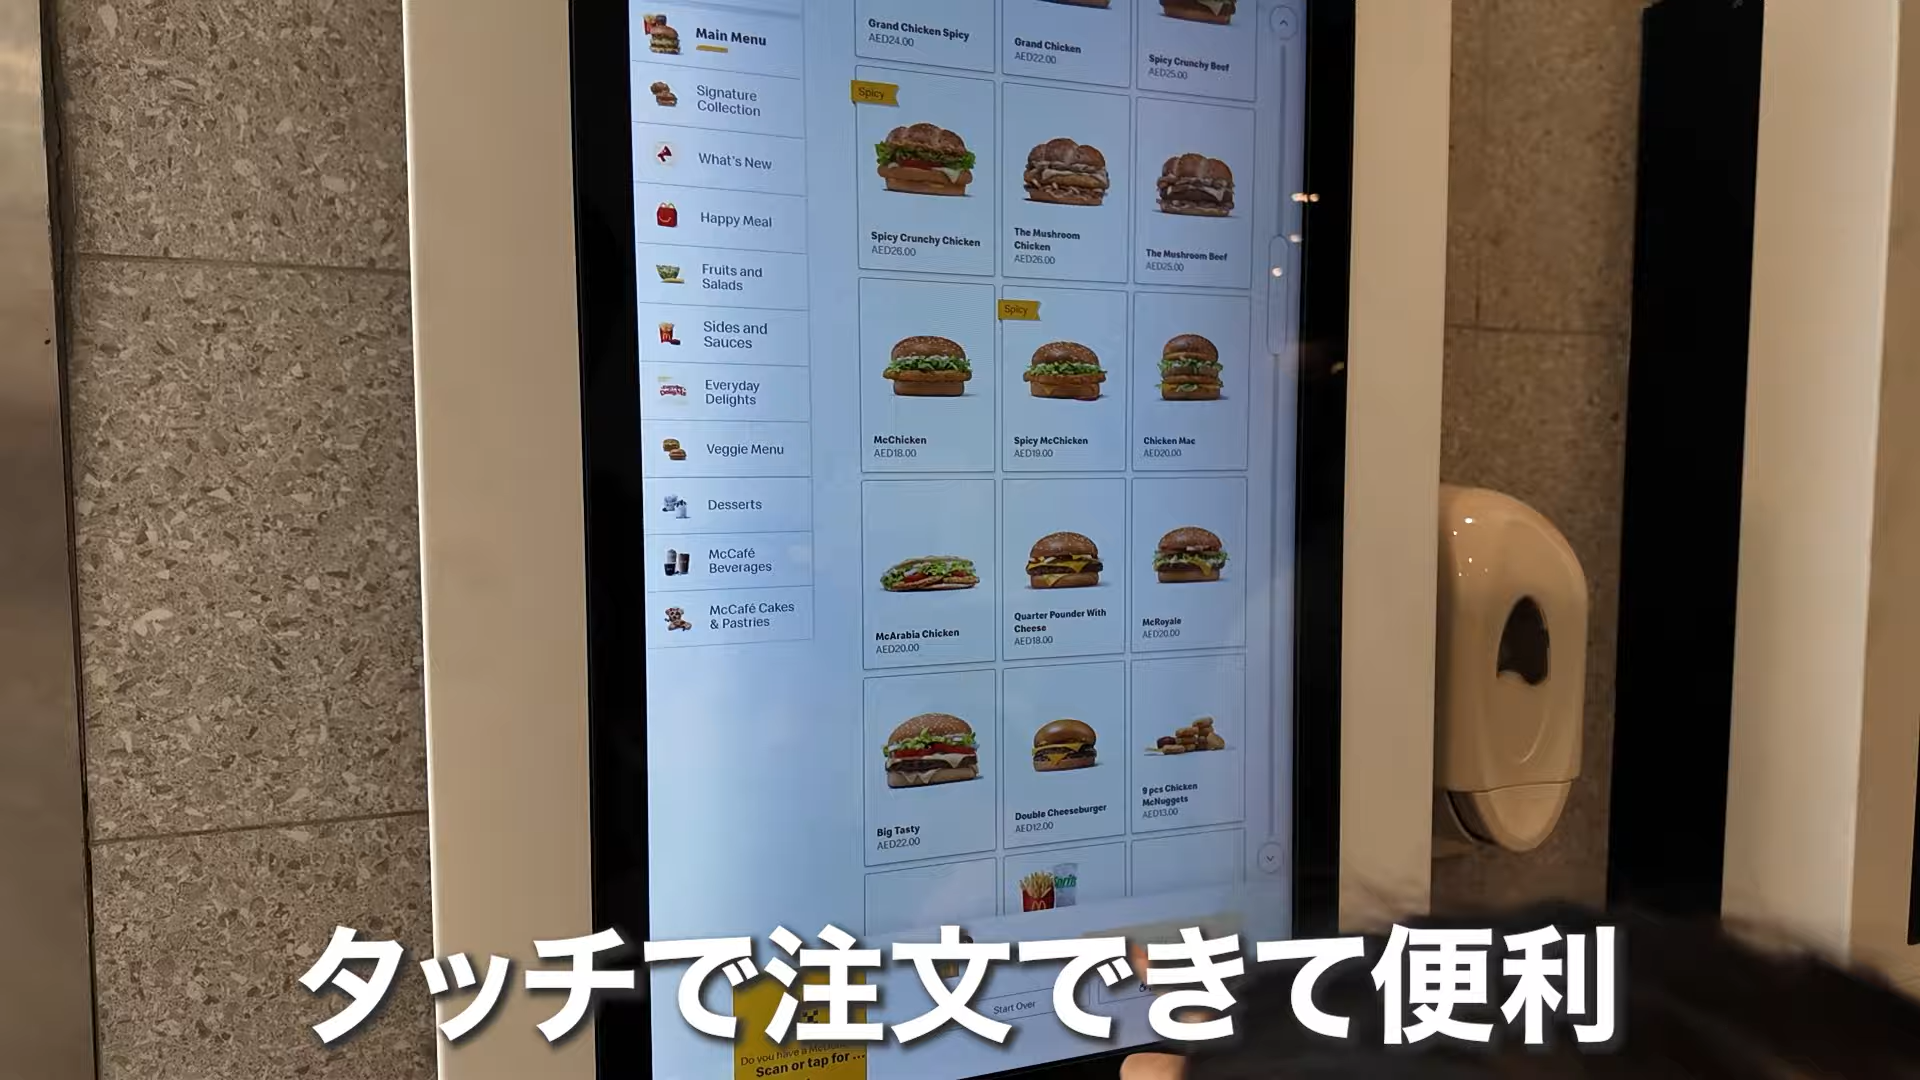 Main Menu
Signature
Collection
What's New
Happy Meal
Fruits and
Salads
Sides and
Sauces
Everyday
Delights
Veggie Menu
Desserts
McCafé
Beverages
McCafé Cakes
& Pastries
Grand Chicken Spicy
AED24.00
Grand Chicken
AED22.00
Spicy Crunchy Beef
AED25.00
Spicy
Spicy Crunchy Chicken
AED26.00
The Mushroom
Chicken
AED26.00
The Mushroom Beef
AED25.00
McChicken
AED18.00
Spicy
Spicy McChicken
AED19.00
Chicken Mac
AED20.00
McArabia Chicken
AED20.00
Quarter Pounder With
Cheese
AED18.00
McRoyale
AED20.00
Big Tasty
AED22.00
Double Cheeseburger
AED12.00
9 pcs Chicken
McNuggets
AED13.00
タッチで注文できて便利
Start Over
Do you have a
Scan or tap for ...